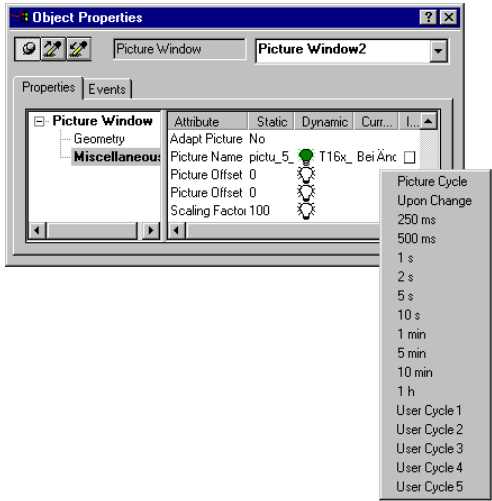 Object Properties
Picture Window
Picture Window2
Properties
Events
Picture Window
Geometry
Miscellaneou
Attribute Static Dynamic Curr... I...
Adapt Picture No
Picture Name pictu_5_ T16x_ Bei Änc
Picture Offset 0
Picture Offset 0
Scaling Factor 100
Picture Cycle
Upon Change
250 ms
500 ms
1 s
2 s
5 s
10 s
1 min
5 min
10 min
1 h
User Cycle 1
User Cycle 2
User Cycle 3
User Cycle 4
User Cycle 5